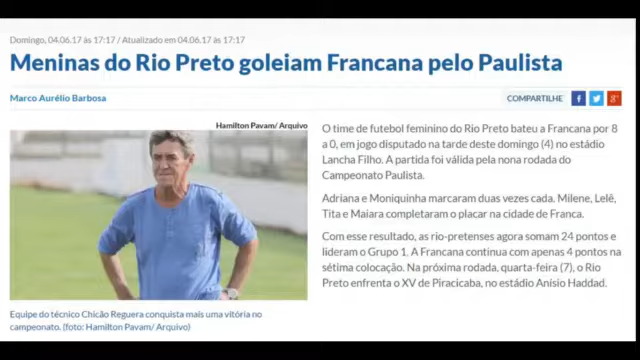 Domingo, 04.06.17 às 17:17 / Atualizado em 04.06.17 às 17:17
Meninas do Rio Preto goleiam Francana pelo Paulista
Marco Aurélio Barbosa
COMPARTILHE
Hamilton Pavam/ Arquivo
Equipe do técnico Chicão Reguera conquista mais uma vitória no
campeonato. (foto: Hamilton Pavam/ Arquivo)
O time de futebol feminino do Rio Preto bateu a Francana por 8
a 0, em jogo disputado na tarde deste domingo (4) no estádio
Lancha Filho. A partida foi válida pela nona rodada do
Campeonato Paulista.
Adriana e Moniquinha marcaram duas vezes cada. Milene, Lelê,
Tita e Maiara completaram o placar na cidade de Franca.
Com esse resultado, as rio-pretenses agora somam 24 pontos e
lideram o Grupo 1. A Francana continua com apenas 4 pontos na
sétima colocação. Na próxima rodada, quarta-feira (7), o Rio
Preto enfrenta o XV de Piracicaba, no estádio Anísio Haddad.